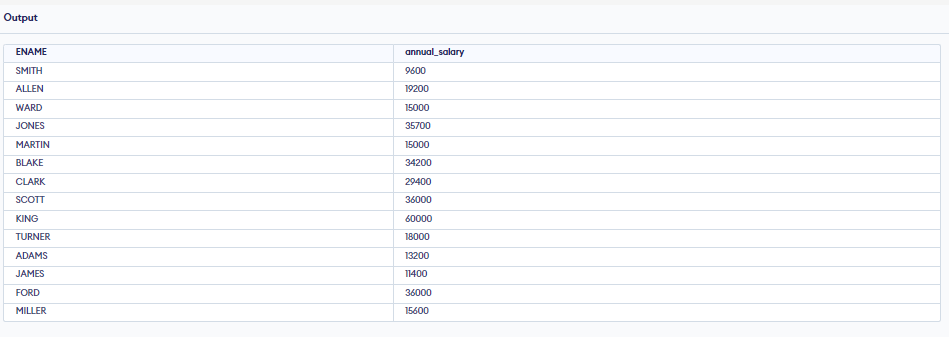 Output
ENAME annual_salary
SMITH 9600
ALLEN 19200
WARD 15000
JONES 35700
MARTIN 15000
BLAKE 34200
CLARK 29400
SCOTT 36000
KING 60000
TURNER 18000
ADAMS 13200
JAMES 11400
FORD 36000
MILLER 15600